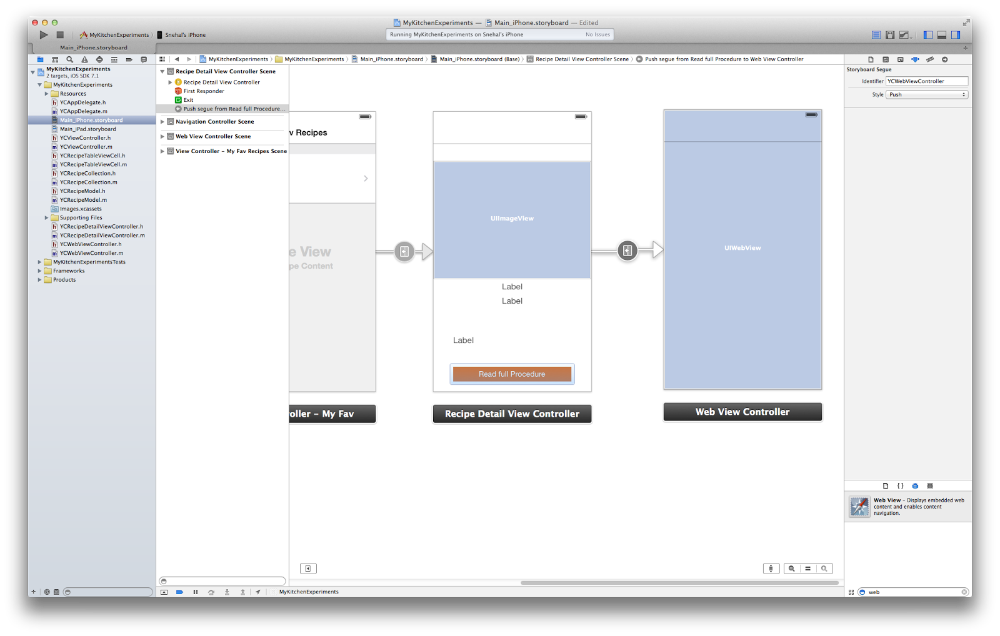 MyKitchenExperiments — Main_iPhone.storyboard — Edited
MyKitchenExperiments 〉 Snehal's iPhone
Running MyKitchenExperiments on Snehal's iPhone No Issues
Main_iPhone.storyboard
MyKitchenExperiments 〉 MyKitchenExperiments 〉 Main_iPhone.storyboard 〉 Main_iPhone.storyboard (Base) 〉 Recipe Detail View Controller Scene 〉 Push segue from Read full Procedure to Web View Controller
MyKitchenExperiments
2 targets, iOS SDK 7.1
MyKitchenExperiments
Resources
YCAppDelegate.h
YCAppDelegate.m
Main_iPhone.storyboard
Main_iPad.storyboard
YCViewController.h
YCViewController.m
YCRecipeTableViewCell.h
YCRecipeTableViewCell.m
YCRecipeCollection.h
YCRecipeCollection.m
YCRecipeModel.h
YCRecipeModel.m
Images.xcassets
Supporting Files
YCRecipeDetailViewController.h
YCRecipeDetailViewController.m
YCWebViewController.h
YCWebViewController.m
MyKitchenExperimentsTests
Frameworks
Products
Recipe Detail View Controller Scene
Recipe Detail View Controller
First Responder
Exit
Push segue from Read full Procedure...
Navigation Controller Scene
Web View Controller Scene
View Controller – My Fav Recipes Scene
v Recipes
e View
pe Content
oller – My Fav
UIImageView
Label
Label
Label
Read full Procedure
Recipe Detail View Controller
UIWebView
Web View Controller
Storyboard Segue
Identifier YCWebViewController
Style Push
Web View – Displays embedded web
content and enables content
navigation.
MyKitchenExperiments
web